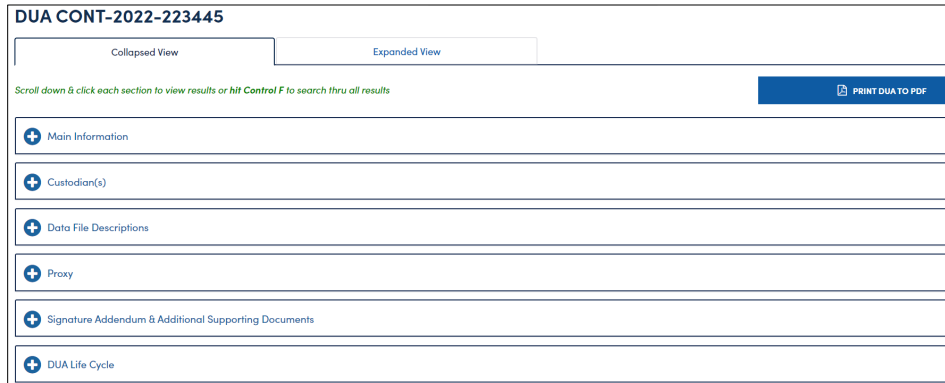 DUA CONT-2022-223445
Collapsed View
Expanded View
Scroll down & click each section to view results or hit Control F to search thru all results
PRINT DUA TO PDF
Main Information
Custodian(s)
Data File Descriptions
Proxy
Signature Addendum & Additional Supporting Documents
DUA Life Cycle